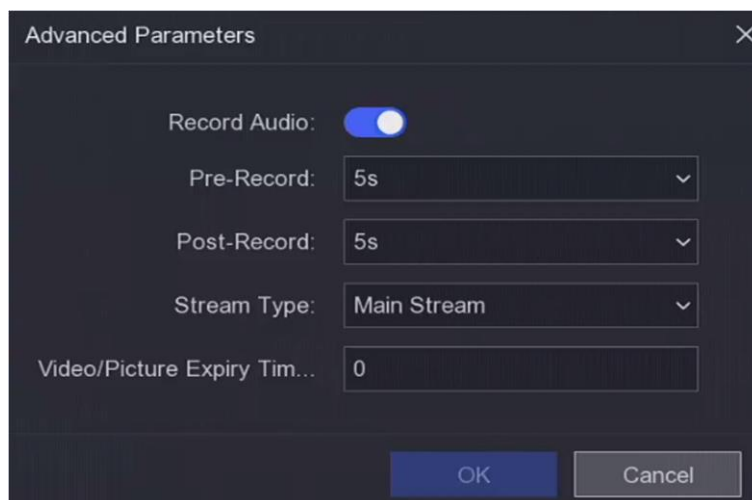 Advanced Parameters
Record Audio:
Pre-Record: 5s
Post-Record: 5s
Stream Type: Main Stream
Video/Picture Expiry Tim... 0
OK Cancel